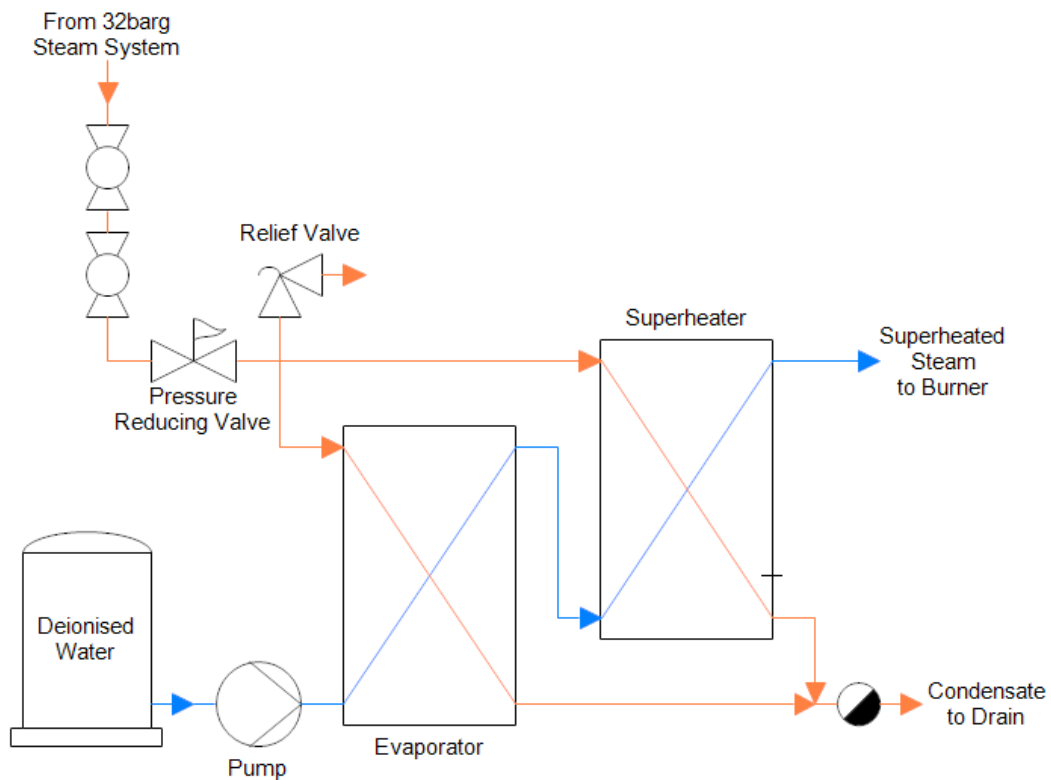 From 32barg
Steam System
Relief Valve
Superheater
Superheated
Steam
to Burner
Pressure
Reducing Valve
Deionised
Water
Condensate
to Drain
Evaporator
Pump